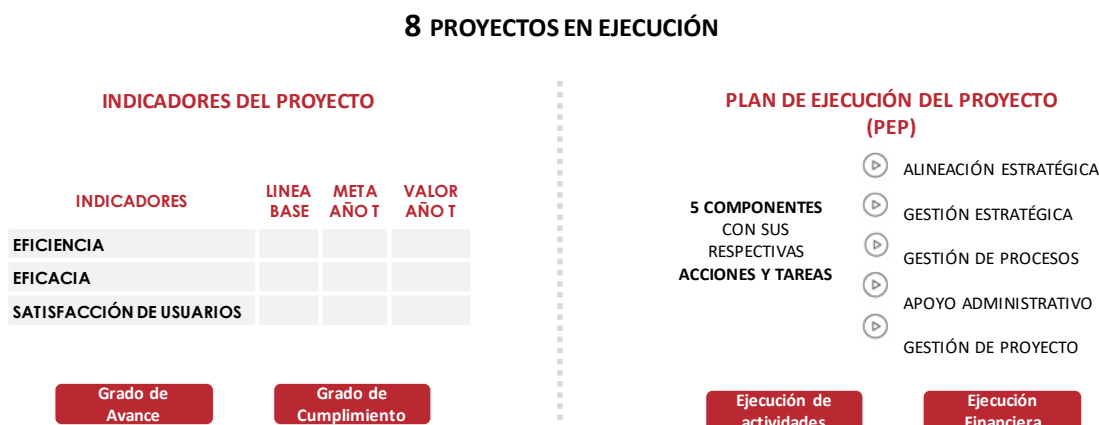 8 PROYECTOS EN EJECUCIÓN
INDICADORES DEL PROYECTO
INDICADORES
LINEA
BASE
META
AÑO T
VALOR
AÑO T
EFICIENCIA
EFICACIA
SATISFACCIÓN DE USUARIOS
Grado de
Avance
Grado de
Cumplimiento
PLAN DE EJECUCIÓN DEL PROYECTO
(PEP)
5 COMPONENTES
CON SUS
RESPECTIVAS
ACCIONES Y TAREAS
ALINEACIÓN ESTRATÉGICA
GESTIÓN ESTRATÉGICA
GESTIÓN DE PROCESOS
APOYO ADMINISTRATIVO
GESTIÓN DE PROYECTO
Ejecución de
actividades
Ejecución
Financiera